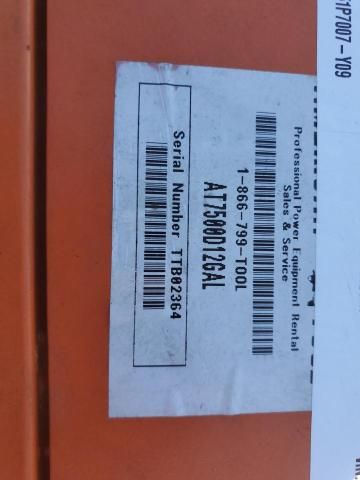 Professional Power Equipment Rental
Sales & Service
1-866-799-TOOL
AT7500D12GAL
Serial Number TTB02364